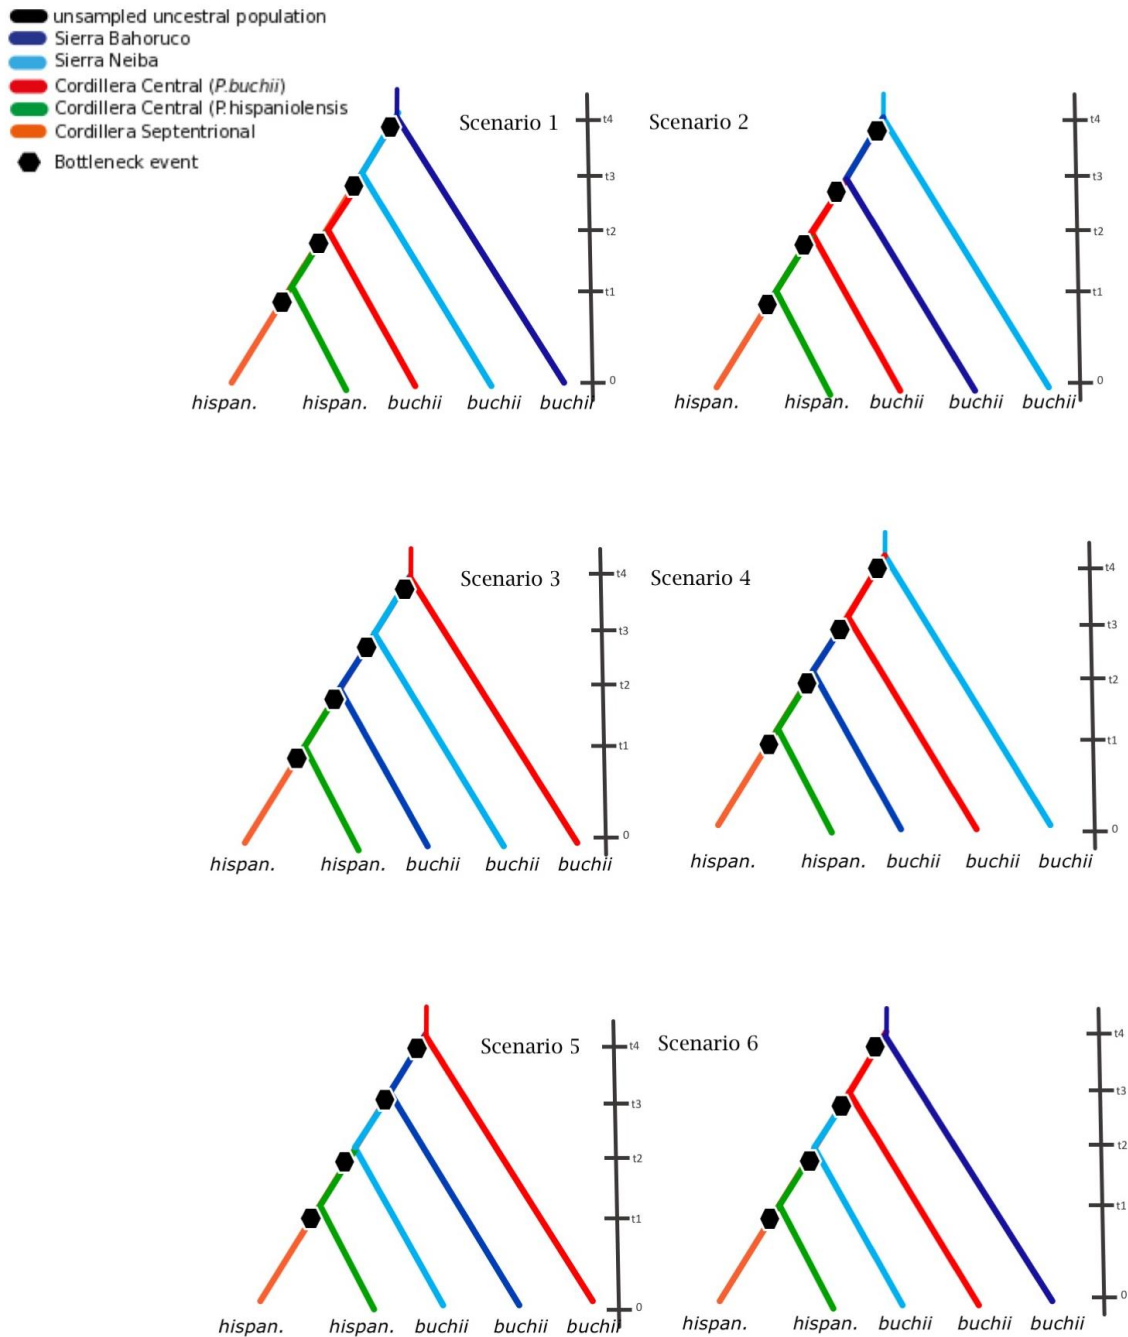 unsampled uncestral population
Sierra Bahoruco
Sierra Neiba
Cordillera Central (P.buchii)
Cordillera Central (P.hispaniolensis
Cordillera Septentrional
Bottleneck event
Scenario 1
t4
t3
t2
t1
0
hispan. hispan. buchii buchii buchii
Scenario 2
t4
t3
t2
t1
0
hispan. hispan. buchii buchii buchii
Scenario 3
t4
t3
t2
t1
0
hispan. hispan. buchii buchii buchii
Scenario 4
t4
t3
t2
t1
0
hispan. hispan. buchii buchii buchii
Scenario 5
t4
t3
t2
t1
0
hispan. hispan. buchii buchii buchii
Scenario 6
t4
t3
t2
t1
0
hispan. hispan. buchii buchii buchii